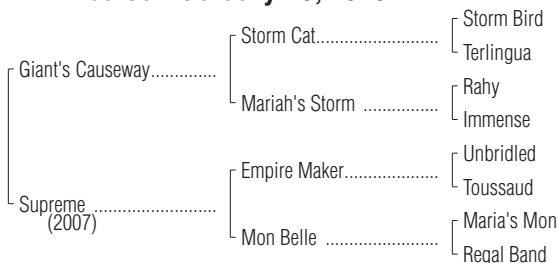 Storm Bird
Storm Cat..............................
Terlingua
Giant's Causeway..............
Rahy
Mariah's Storm ..................
Immense
Unbridled
Empire Maker.......................
Toussaud
Supreme ..........................
(2007)
Maria's Mon
Mon Belle ...........................
Regal Band